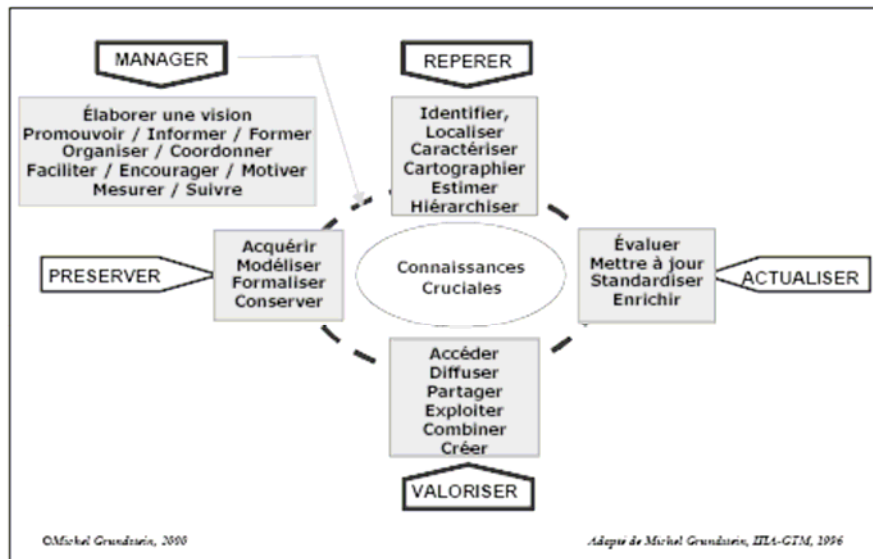 MANAGER
Élaborer une vision
Promouvoir / Informer / Former
Organiser / Coordonner
Faciliter / Encourager / Motiver
Mesurer / Suivre
REPERER
Identifier,
Localiser
Caractériser
Cartographier
Estimer
Hiérarchiser
PRESERVER
Acquérir
Modéliser
Formaliser
Conserver
Connaissances
Cruciales
Évaluer
Mettre à jour
Standardiser
Enrichir
ACTUALISER
Accéder
Diffuser
Partager
Exploiter
Combiner
Créer
VALORISER
©Michel Grundstein, 2000
Adapté de Michel Grundstein, IIIA-GTM, 1996